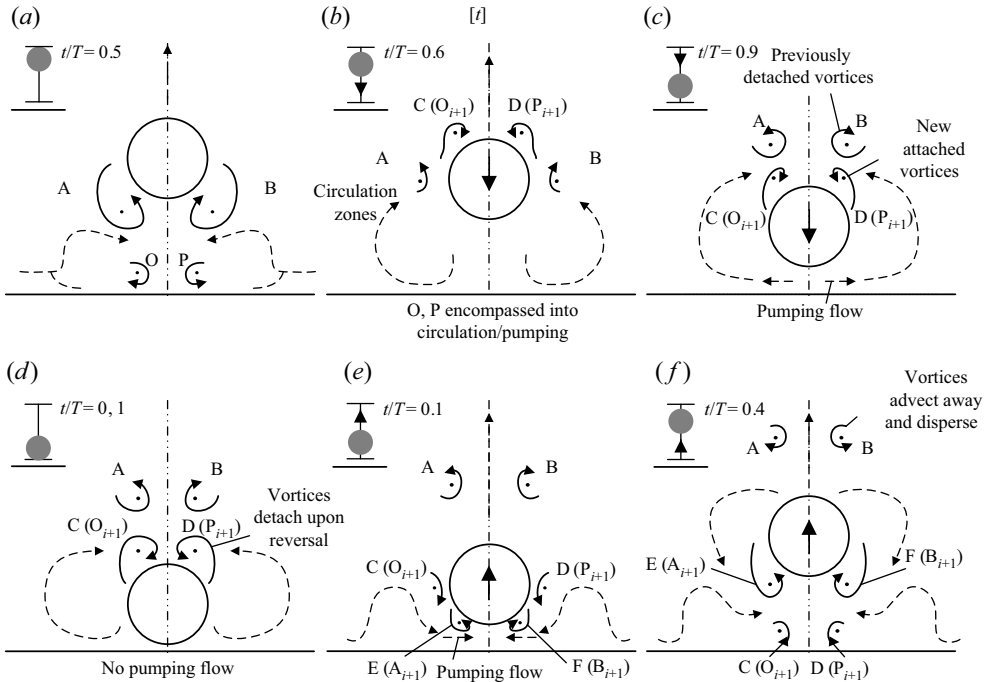 (a)
t/T = 0.5
A
B
O
P
(b)
[t]
t/T = 0.6
C (Oi+1)
D (Pi+1)
A
B
Circulation
zones
O, P encompassed into
circulation/pumping
(c)
t/T = 0.9
Previously
detached vortices
A
B
New
attached
vortices
C (Oi+1)
D (Pi+1)
Pumping flow
(d)
t/T = 0, 1
A
B
C (Oi+1)
D (Pi+1)
Vortices
detach upon
reversal
No pumping flow
(e)
t/T = 0.1
A
B
C (Oi+1)
D (Pi+1)
E (Ai+1)
Pumping flow
F (Bi+1)
(f)
t/T = 0.4
Vortices
advect away
and disperse
A
B
E (Ai+1)
F (Bi+1)
C (Oi+1)
D (Pi+1)